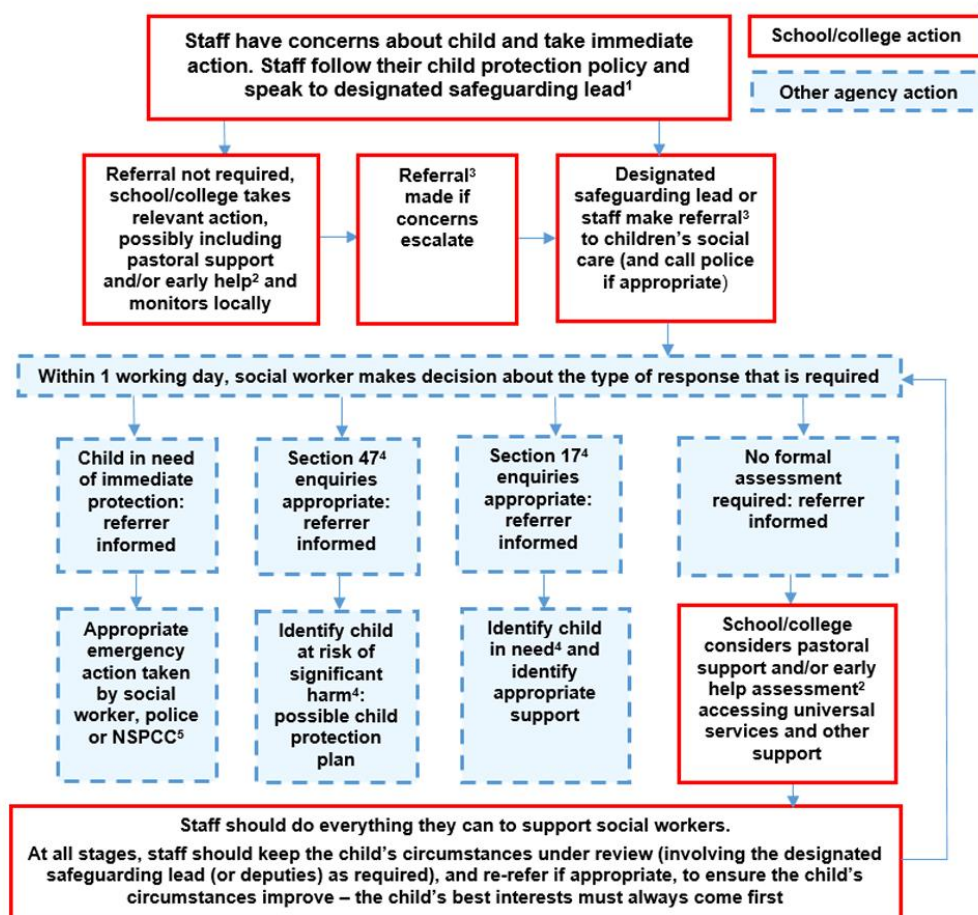 Staff have concerns about child and take immediate
action. Staff follow their child protection policy and
speak to designated safeguarding lead¹
School/college action
Other agency action
Referral not required,
school/college takes
relevant action,
possibly including
pastoral support
and/or early help² and
monitors locally
Referral³
made if
concerns
escalate
Designated
safeguarding lead or
staff make referral³
to children's social
care (and call police
if appropriate)
Within 1 working day, social worker makes decision about the type of response that is required
Child in need
of immediate
protection:
referrer
informed
Section 47⁴
enquiries
appropriate:
referrer
informed
Section 17⁴
enquiries
appropriate:
referrer
informed
No formal
assessment
required: referrer
informed
Appropriate
emergency
action taken
by social
worker, police
or NSPCC⁵
Identify child
at risk of
significant
harm⁴:
possible child
protection
plan
Identify child
in need⁴ and
identify
appropriate
support
School/college
considers pastoral
support and/or early
help assessment²
accessing universal
services and other
support
Staff should do everything they can to support social workers.
At all stages, staff should keep the child's circumstances under review (involving the designated
safeguarding lead (or deputies) as required), and re-refer if appropriate, to ensure the child's
circumstances improve – the child's best interests must always come first